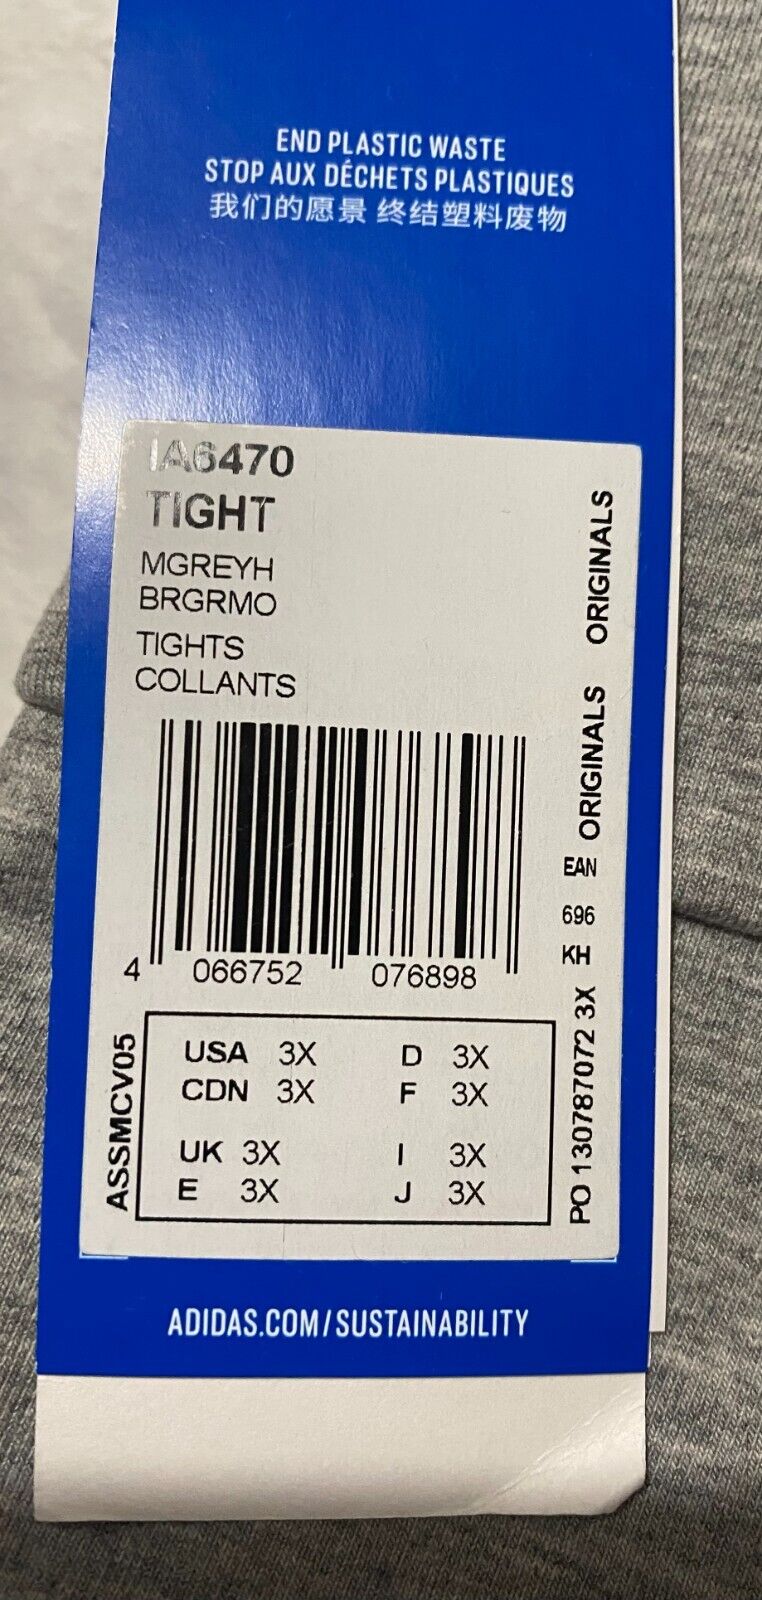 END PLASTIC WASTE
STOP AUX DÉCHETS PLASTIQUES
我们的愿景 终结塑料废物
IA6470
TIGHT
MGREYH
BRGRMO
TIGHTS
COLLANTS
4 066752 076898
ORIGINALS
ORIGINALS
EAN
696
KH
PO 130787072 3X
ASSMCV05
USA 3X D 3X
CDN 3X F 3X
UK 3X I 3X
E 3X J 3X
ADIDAS.COM/SUSTAINABILITY